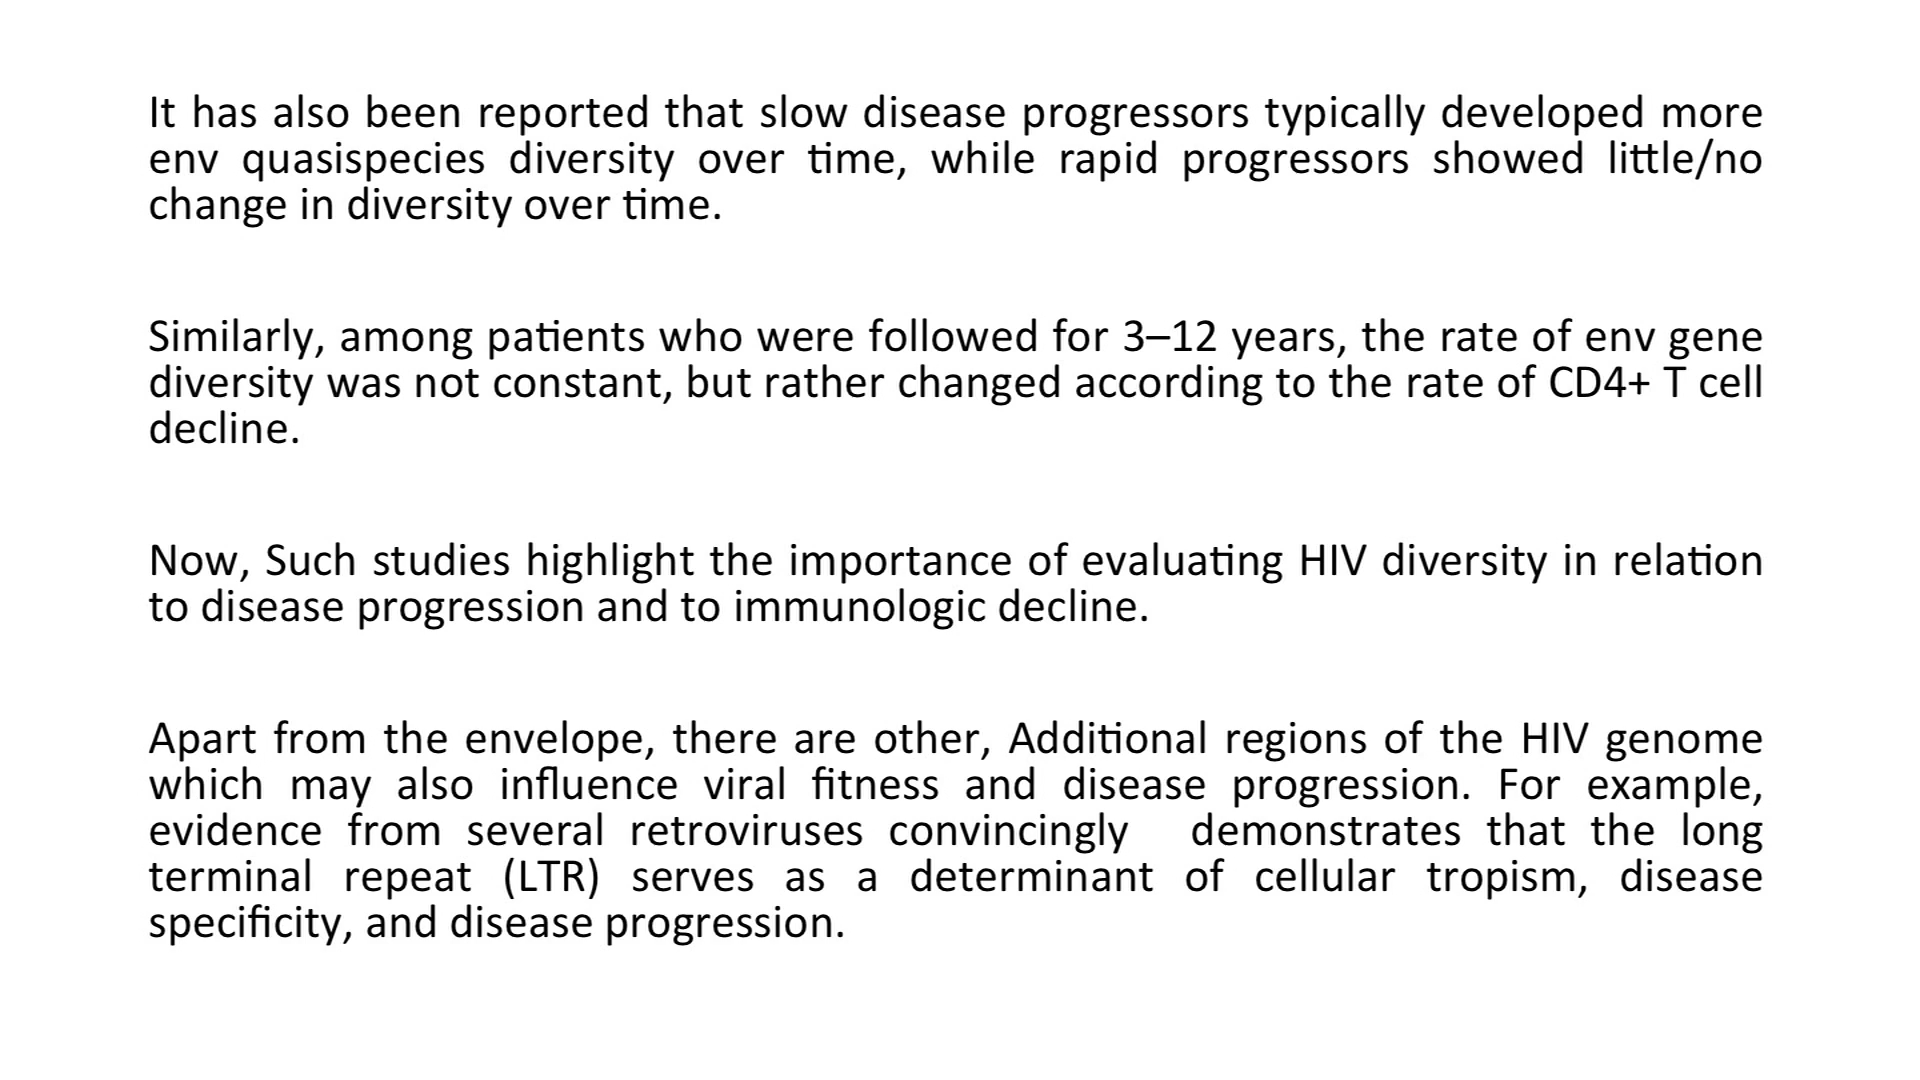 It has also been reported that slow disease progressors typically developed more
env quasispecies diversity over time, while rapid progressors showed little/no
change in diversity over time.
Similarly, among patients who were followed for 3–12 years, the rate of env gene
diversity was not constant, but rather changed according to the rate of CD4+ T cell
decline.
Now, Such studies highlight the importance of evaluating HIV diversity in relation
to disease progression and to immunologic decline.
Apart from the envelope, there are other, Additional regions of the HIV genome
which may also influence viral fitness and disease progression. For example,
evidence from several retroviruses convincingly demonstrates that the long
terminal repeat (LTR) serves as a determinant of cellular tropism, disease
specificity, and disease progression.